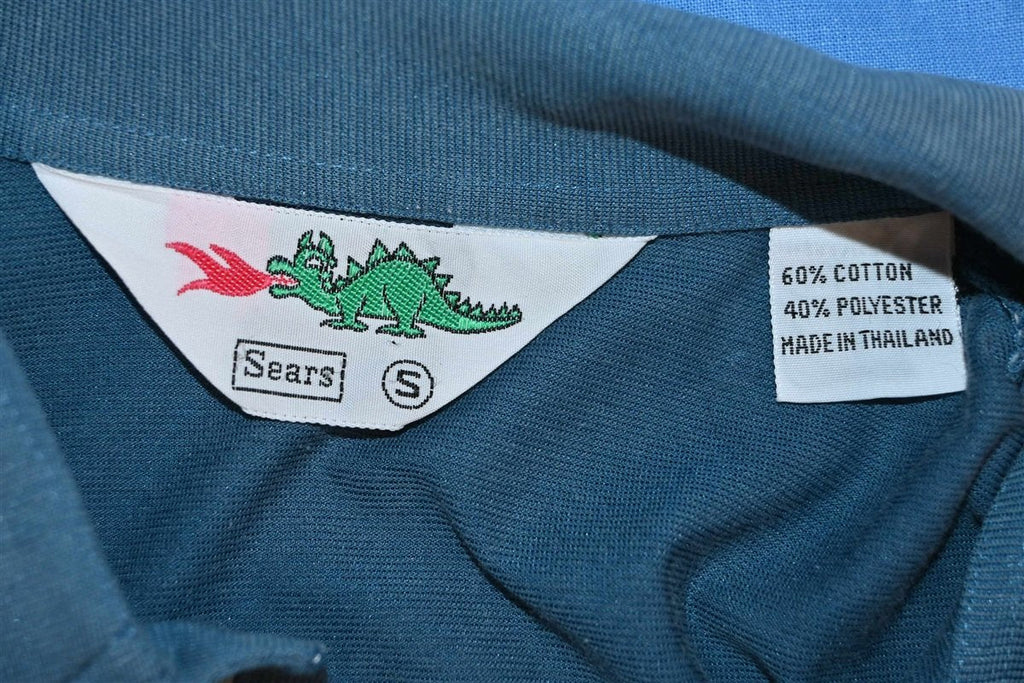 Sears
S
60% COTTON
40% POLYESTER
MADE IN THAILAND